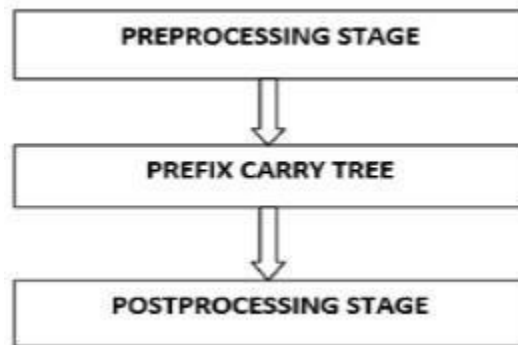 PREPROCESSING STAGE
PREFIX CARRY TREE
POSTPROCESSING STAGE